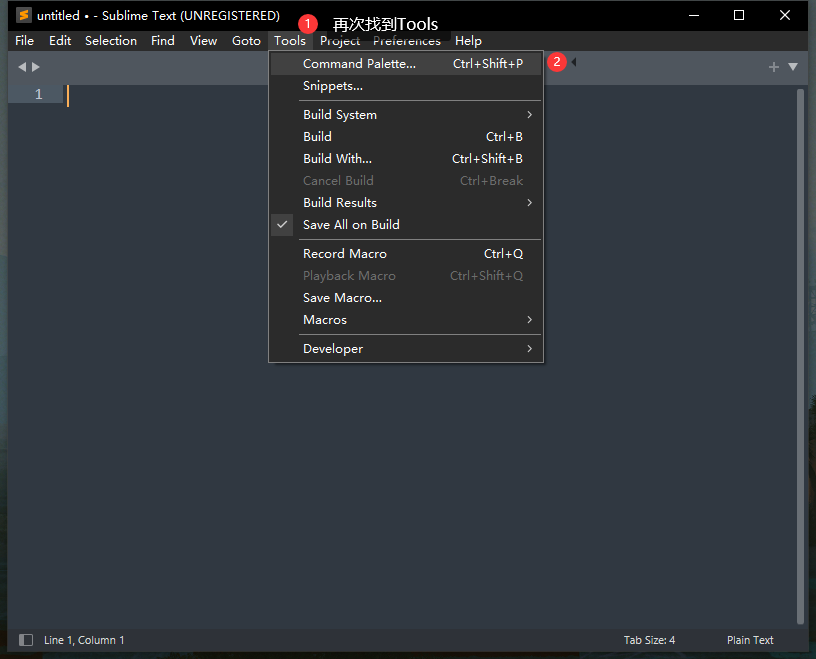 untitled • - Sublime Text (UNREGISTERED)
1 再次找到Tools
File Edit Selection Find View Goto Tools Project Preferences Help
Command Palette... Ctrl+Shift+P 2
Snippets...
1
Build System
Build Ctrl+B
Build With... Ctrl+Shift+B
Cancel Build Ctrl+Break
Build Results
Save All on Build
Record Macro Ctrl+Q
Playback Macro Ctrl+Shift+Q
Save Macro...
Macros
Developer
Line 1, Column 1 Tab Size: 4 Plain Text